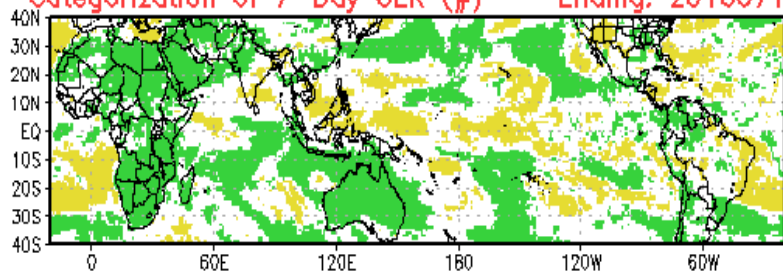 Categorization of 7-Day OLR (#) Ending: 201607
40N
30N
20N
10N
EQ
10S
20S
30S
40S
0 60E 120E 180 120W 60W